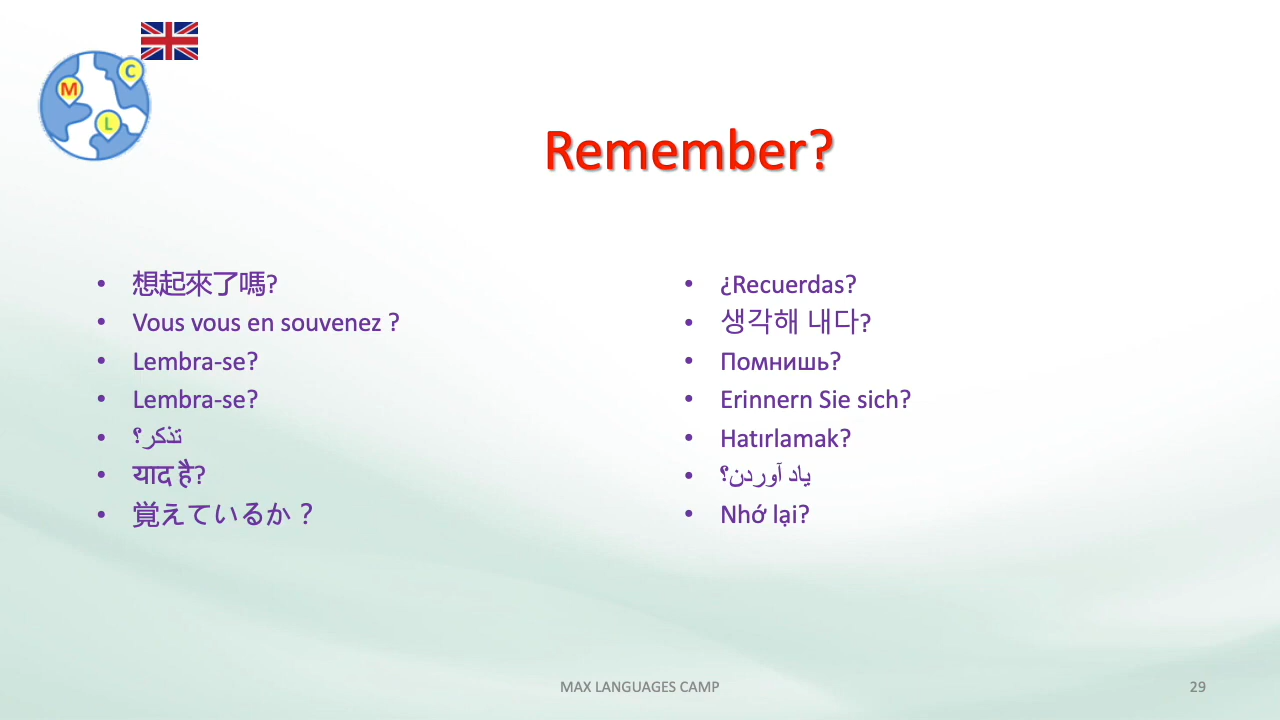 C
M
L
Remember?
想起來了嗎?
Vous vous en souvenez ?
Lembra-se?
Lembra-se?
تذكر؟
याद है?
覚えているか？
¿Recuerdas?
생각해 내다?
Помнишь?
Erinnern Sie sich?
Hatırlamak?
یاد آوردن؟
Nhớ lại?
MAX LANGUAGES CAMP
29